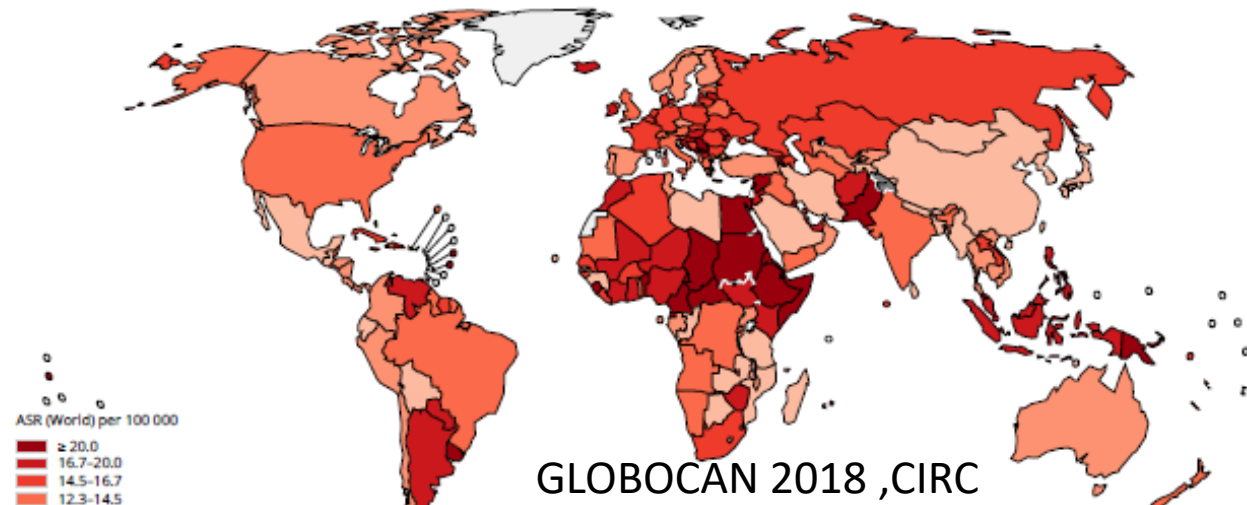 ASR (World) per 100 000
≥ 20.0
16.7–20.0
14.5–16.7
12.3–14.5
GLOBOCAN 2018 ,CIRC